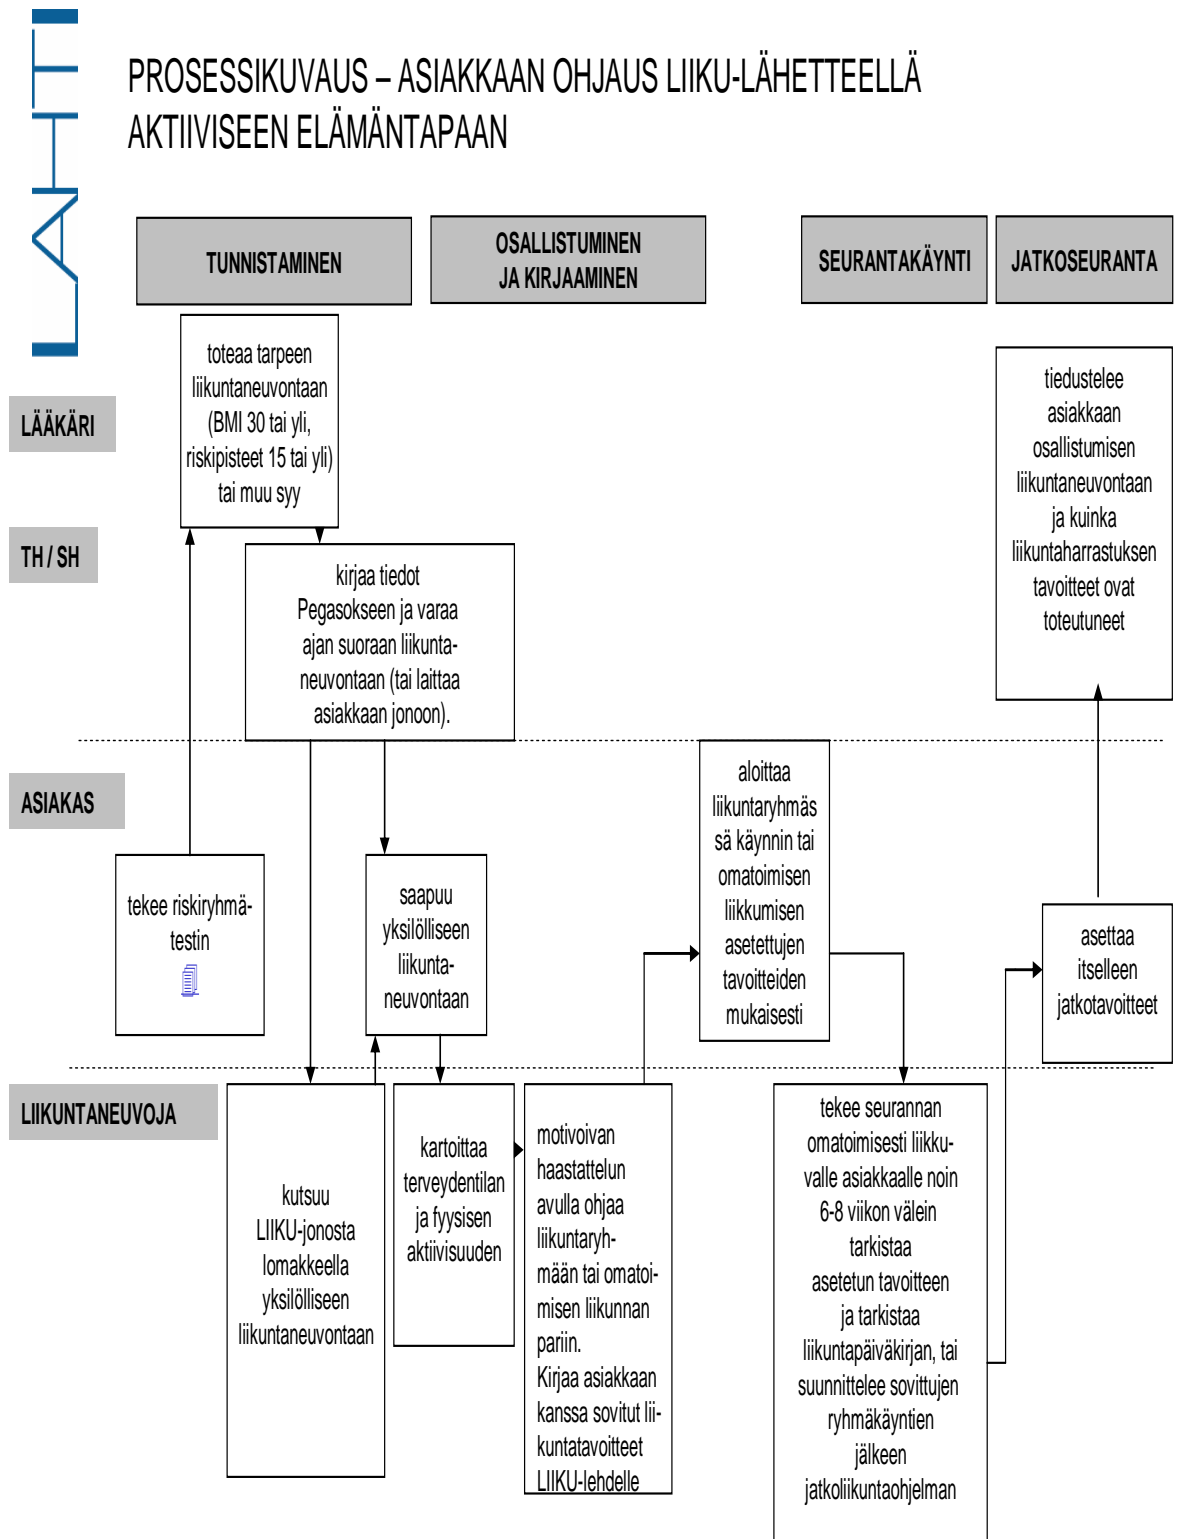 LAHTI
PROSESSIKUVAUS – ASIAKKAAN OHJAUS LIIKU-LÄHETTEELLÄ
AKTIIVISEEN ELÄMÄNTAPAAN
TUNNISTAMINEN
OSALLISTUMINEN
JA KIRJAAMINEN
SEURANTAKÄYNTI
JATKOSEURANTA
LÄÄKÄRI
toteaa tarpeen
liikuntaneuvontaan
(BMI 30 tai yli,
riskipisteet 15 tai yli)
tai muu syy
tiedustelee
asiakkaan
osallistumisen
liikuntaneuvontaan
ja kuinka
liikuntaharrastuksen
tavoitteet ovat
toteutuneet
TH / SH
kirjaa tiedot
Pegasokseen ja varaa
ajan suoraan liikunta-
neuvontaan (tai laittaa
asiakkaan jonoon).
ASIAKAS
tekee riskiryhmä-
testin
saapuu
yksilölliseen
liikunta-
neuvontaan
aloittaa
liikuntaryhmäs
sä käynnin tai
omatoimisen
liikkumisen
asetettujen
tavoitteiden
mukaisesti
asettaa
itselleen
jatkotavoitteet
LIIKUNTANEUVOJA
kutsuu
LIIKU-jonosta
lomakkeella
yksilölliseen
liikuntaneuvontaan
kartoittaa
terveydentilan
ja fyysisen
aktiivisuuden
motivoivan
haastattelun
avulla ohjaa
liikuntaryh-
mään tai omatoi-
misen liikunnan
pariin.
Kirjaa asiakkaan
kanssa sovitut lii-
kuntatavoitteet
LIIKU-lehdelle
tekee seurannan
omatoimisesti liikku-
valle asiakkaalle noin
6-8 viikon välein
tarkistaa
asetetun tavoitteen
ja tarkistaa
liikuntapäiväkirjan, tai
suunnittelee sovittujen
ryhmäkäyntien
jälkeen
jatkoliikuntaohjelman